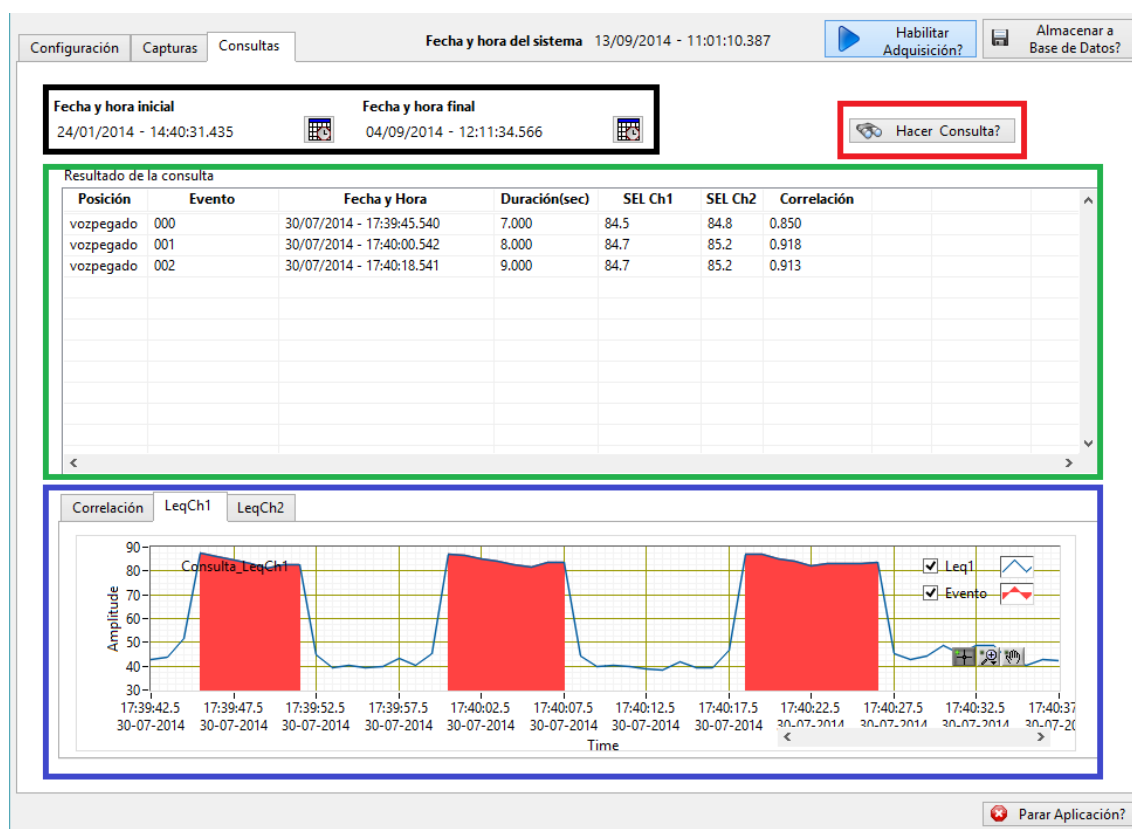 Configuración Capturas Consultas Fecha y hora del sistema 13/09/2014 - 11:01:10.387 Habilitar Adquisición? Almacenar a Base de Datos?
Fecha y hora inicial Fecha y hora final
24/01/2014 - 14:40:31.435 04/09/2014 - 12:11:34.566
Hacer Consulta?
Resultado de la consulta
Posición Evento Fecha y Hora Duración(sec) SEL Ch1 SEL Ch2 Correlación
vozpegado 000 30/07/2014 - 17:39:45.540 7.000 84.5 84.8 0.850
vozpegado 001 30/07/2014 - 17:40:00.542 8.000 84.7 85.2 0.918
vozpegado 002 30/07/2014 - 17:40:18.541 9.000 84.7 85.2 0.913
Correlación LeqCh1 LeqCh2
Consulta_LeqCh1
Leq1
Evento
Amplitude
90
80
70
60
50
40
30
17:39:42.5 17:39:47.5 17:39:52.5 17:39:57.5 17:40:02.5 17:40:07.5 17:40:12.5 17:40:17.5 17:40:22.5 17:40:27.5 17:40:32.5 17:40:37
30-07-2014 30-07-2014 30-07-2014 30-07-2014 30-07-2014 30-07-2014 30-07-2014 30-07-2014 30-07-2014 30-07-2014 30-07-2014
Time
Parar Aplicación?